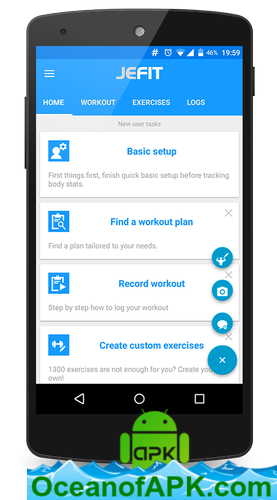 # 46% 19:59
JEFIT
HOME WORKOUT EXERCISES LOGS
New user tasks
Basic setup
First things first, finish quick basic setup before tracking
body stats.
Find a workout plan
Find a plan tailored to your needs.
Record workout
Step by step how to log your workout
Create custom exercises
1300 exercises are not enough for you? Create your
own!
APK
OceanofAPK.com